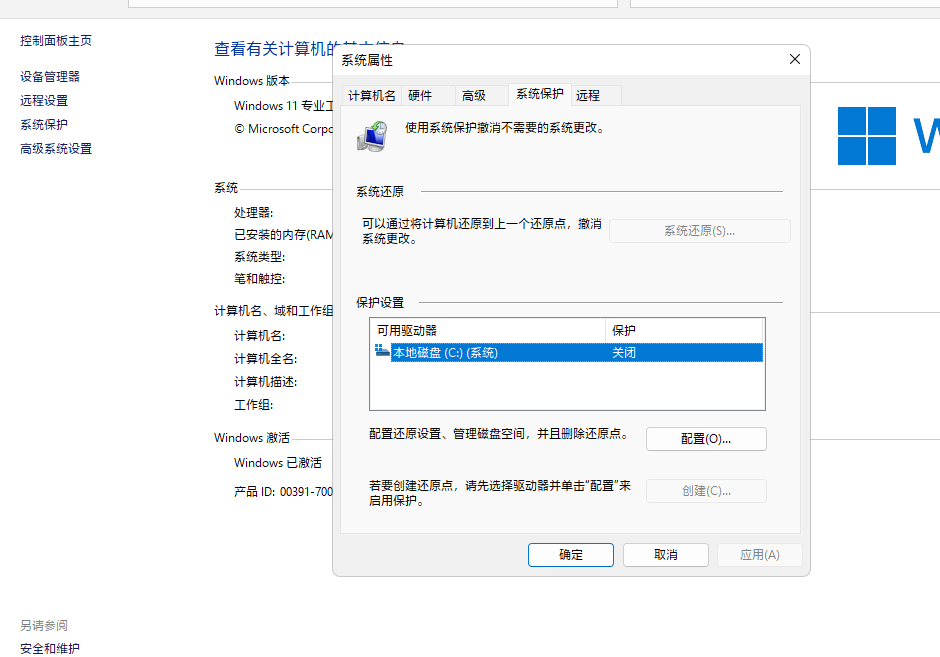 控制面板主页
设备管理器
远程设置
系统保护
高级系统设置
另请参阅
安全和维护
查看有关计算机的基本信息
Windows 版本
Windows 11 专业工
© Microsoft Corpo
系统
处理器:
已安装的内存(RAM
系统类型:
笔和触控:
计算机名、域和工作组
计算机名:
计算机全名:
计算机描述:
工作组:
Windows 激活
Windows 已激活
产品 ID: 00391-700
W
系统属性
计算机名 硬件 高级 系统保护 远程
使用系统保护撤消不需要的系统更改。
系统还原
可以通过将计算机还原到上一个还原点，撤消
系统更改。
系统还原(S)...
保护设置
可用驱动器 保护
本地磁盘 (C:) (系统) 关闭
配置还原设置、管理磁盘空间，并且删除还原点。
配置(O)...
若要创建还原点，请先选择驱动器并单击"配置"来
启用保护。
创建(C)...
确定 取消 应用(A)